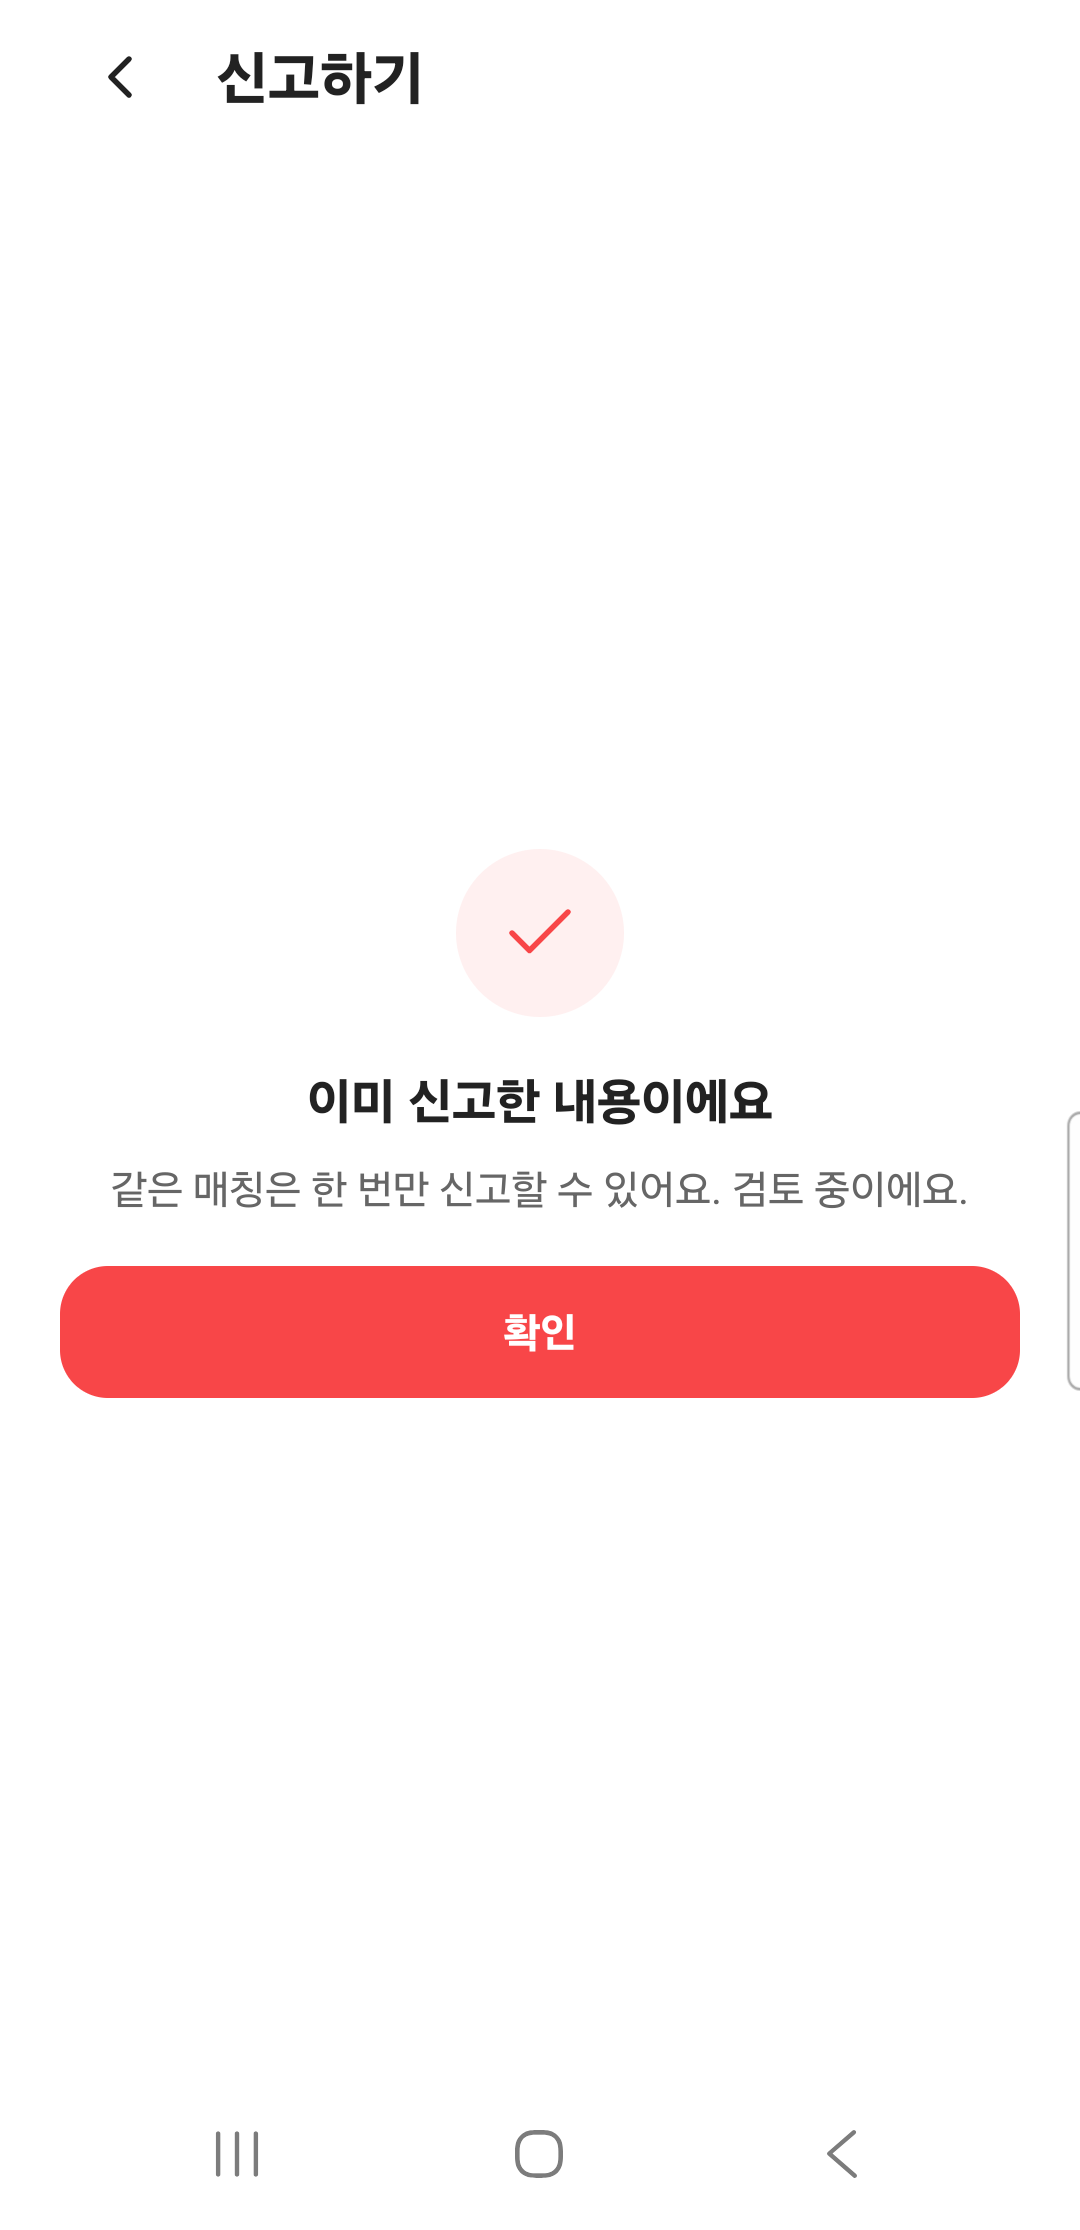 신고하기
이미 신고한 내용이에요
같은 매칭은 한 번만 신고할 수 있어요. 검토 중이에요.
확인